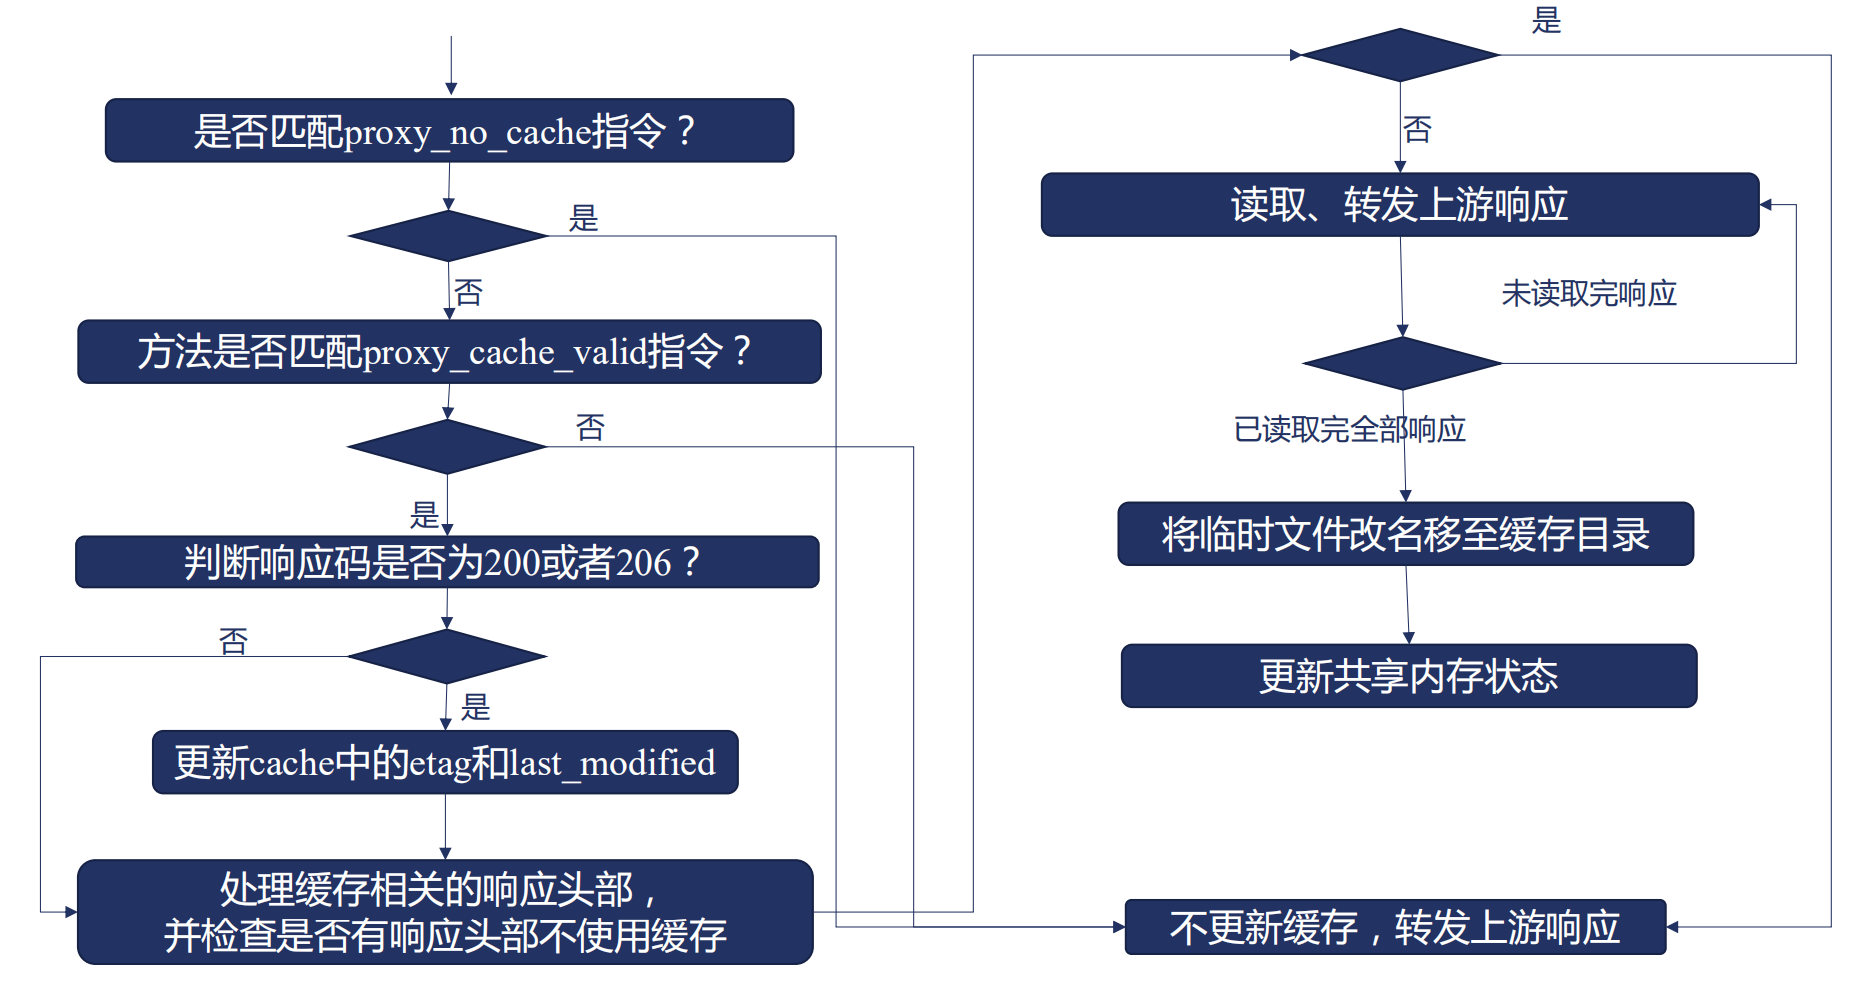 是否匹配proxy_no_cache指令？
是
否
方法是否匹配proxy_cache_valid指令？
否
是
判断响应码是否为200或者206？
否
是
更新cache中的etag和last_modified
处理缓存相关的响应头部，
并检查是否有响应头部不使用缓存
是
否
读取、转发上游响应
未读取完响应
已读取完全部响应
将临时文件改名移至缓存目录
更新共享内存状态
不更新缓存，转发上游响应